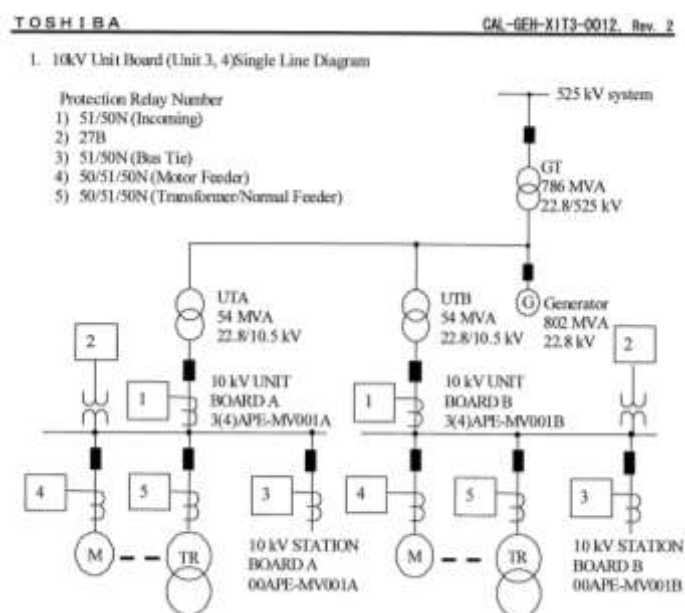 TOSHIBA
CAL-GEH-XIT3-0012, Rev. 2
1. 10kV Unit Board (Unit 3, 4)Single Line Diagram
Protection Relay Number
1) 51/50N (Incoming)
2) 27B
3) 51/50N (Bus Tie)
4) 50/51/50N (Motor Feeder)
5) 50/51/50N (Transformer/Normal Feeder)
525 kV system
GT
786 MVA
22.8/525 kV
G
Generator
802 MVA
22.8 kV
UTA
54 MVA
22.8/10.5 kV
UTB
54 MVA
22.8/10.5 kV
2
2
1
10 kV UNIT
BOARD A
3(4)APE-MV001A
1
10 kV UNIT
BOARD B
3(4)APE-MV001B
4
5
3
4
5
3
M
TR
10 kV STATION
BOARD A
00APE-MV001A
M
TR
10 kV STATION
BOARD B
00APE-MV001B